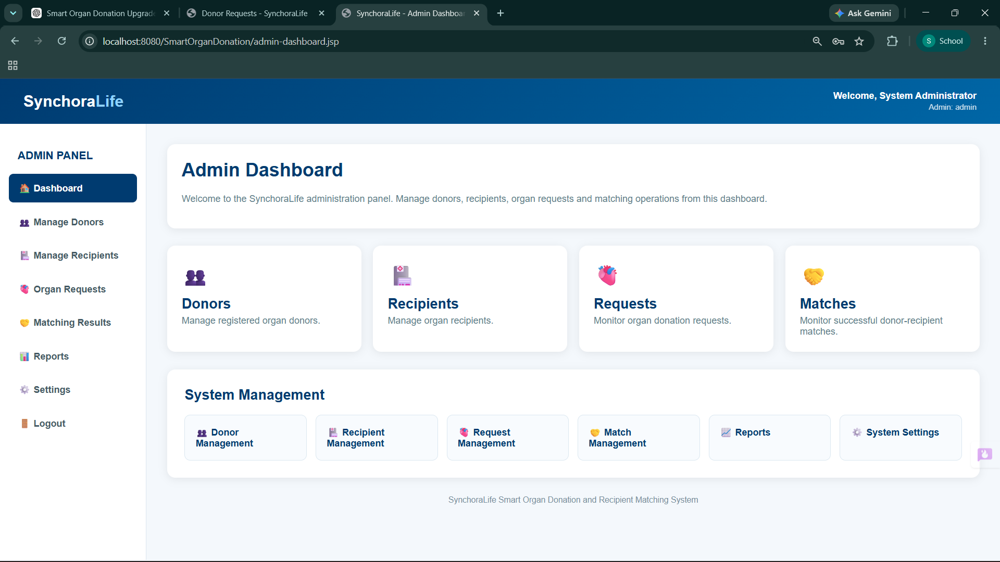 Smart Organ Donation Upgrade
Donor Requests - SynchoraLife
SynchoraLife - Admin Dashboar
Ask Gemini
localhost:8080/SmartOrganDonation/admin-dashboard.jsp
S School
SynchoraLife
Welcome, System Administrator
Admin: admin
ADMIN PANEL
Dashboard
Manage Donors
Manage Recipients
Organ Requests
Matching Results
Reports
Settings
Logout
Admin Dashboard
Welcome to the SynchoraLife administration panel. Manage donors, recipients, organ requests and matching operations from this dashboard.
Donors
Manage registered organ donors.
Recipients
Manage organ recipients.
Requests
Monitor organ donation requests.
Matches
Monitor successful donor-recipient
matches.
System Management
Donor
Management
Recipient
Management
Request
Management
Match
Management
Reports
System Settings
SynchoraLife Smart Organ Donation and Recipient Matching System